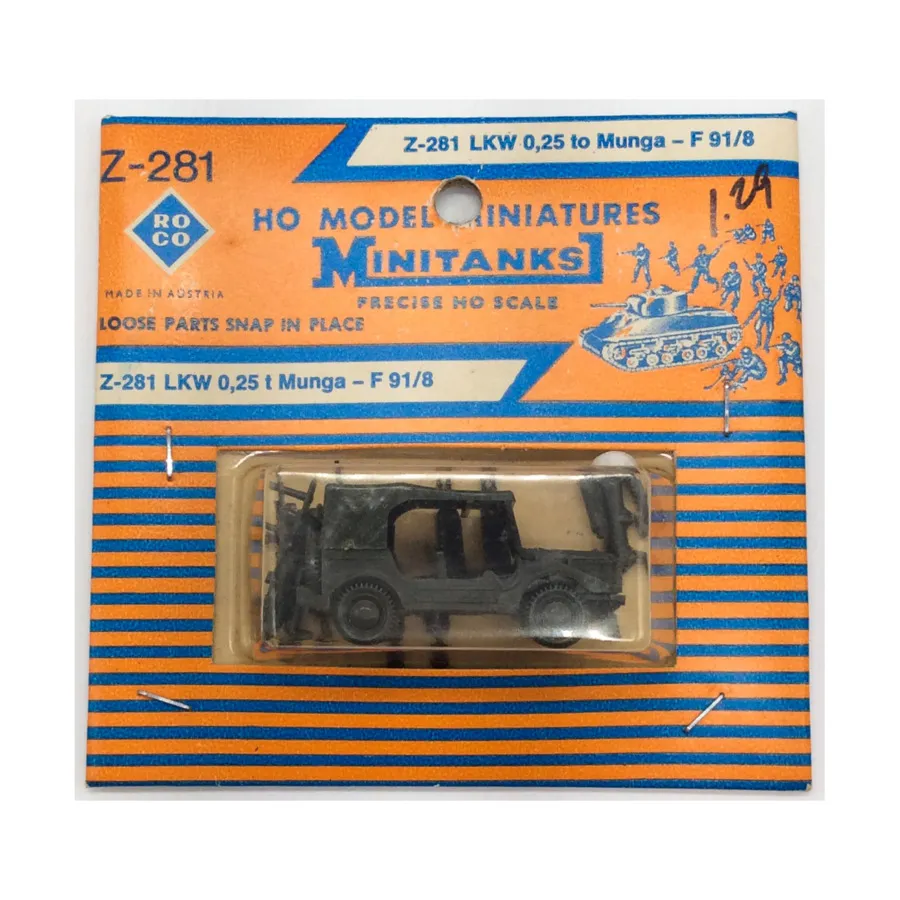 Z-281 LKW 0,25 to Munga – F 91/8
Z-281
1.29
RO
CO
HO MODEL MINIATURES
MINITANKS
MADE IN AUSTRIA
PRECISE HO SCALE
LOOSE PARTS SNAP IN PLACE
Z-281 LKW 0,25 t Munga – F 91/8